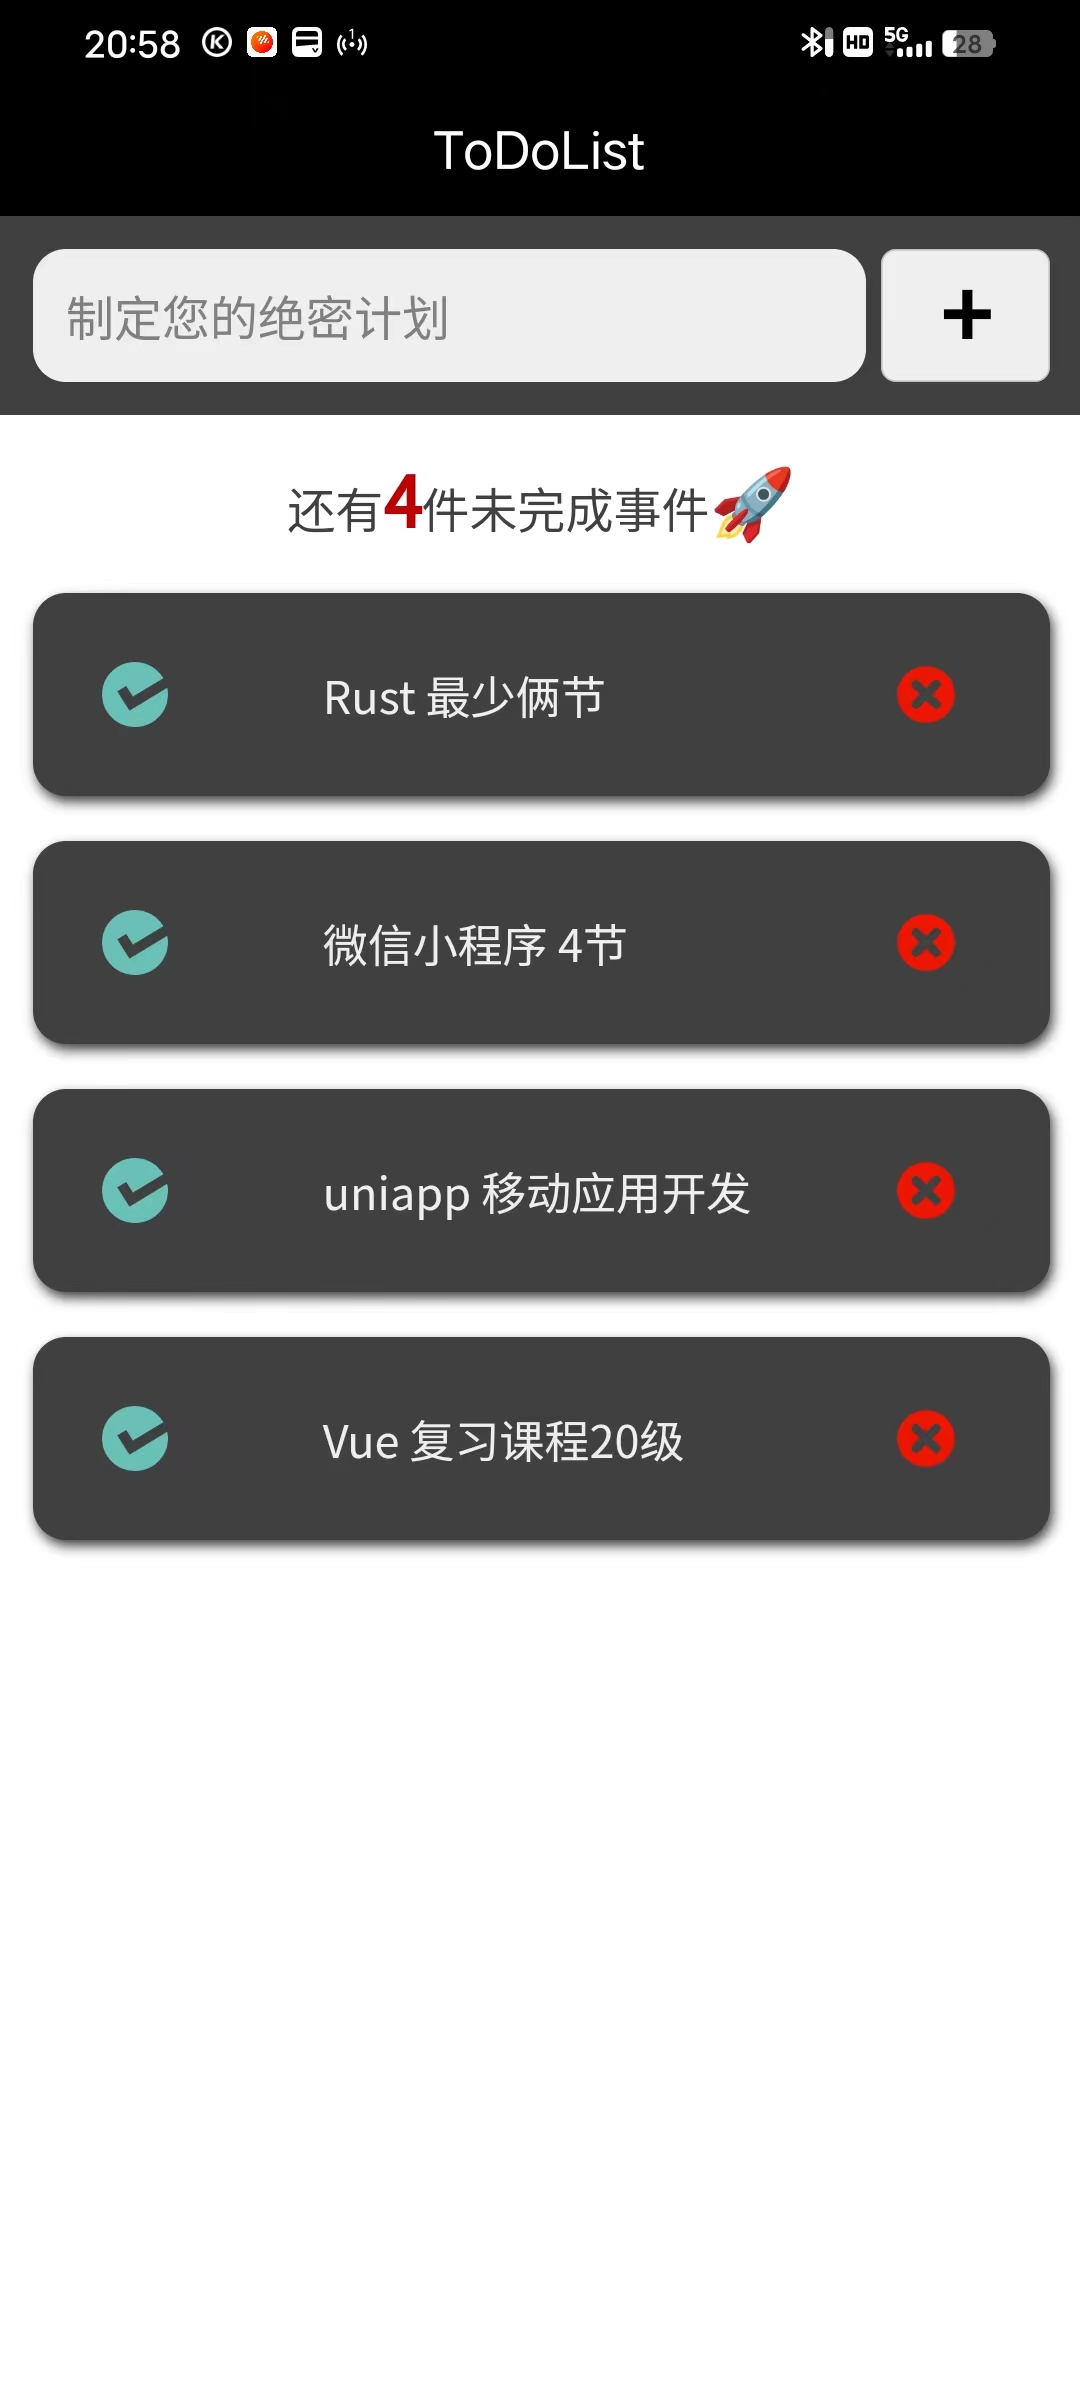 20:58
HD 5G 28
ToDoList
制定您的绝密计划
+
还有4件未完成事件🚀
Rust 最少俩节
微信小程序 4节
uniapp 移动应用开发
Vue 复习课程20级